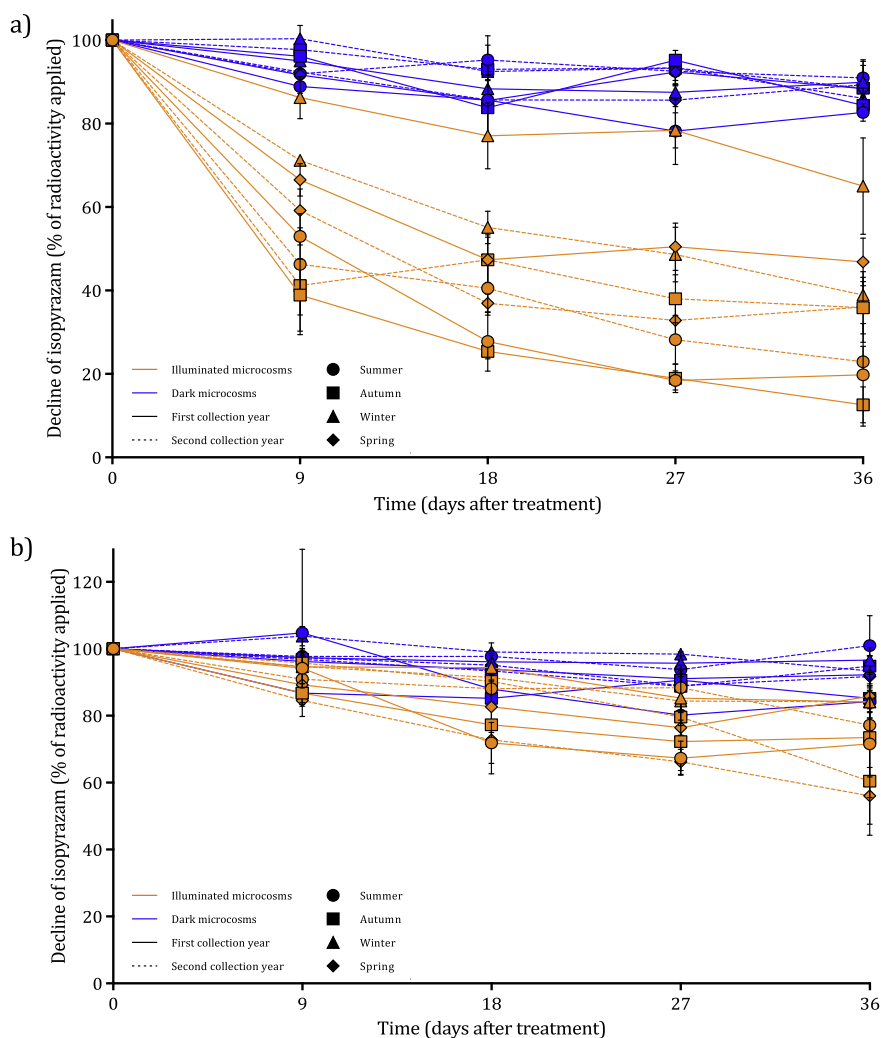 a)
Decline of isopyrazam (% of radioactivity applied)
100
80
60
40
20
0
Illuminated microcosms
Dark microcosms
First collection year
Second collection year
Summer
Autumn
Winter
Spring
0 9 18 27 36
Time (days after treatment)
b)
Decline of isopyrazam (% of radioactivity applied)
120
100
80
60
40
20
0
Illuminated microcosms
Dark microcosms
First collection year
Second collection year
Summer
Autumn
Winter
Spring
0 9 18 27 36
Time (days after treatment)